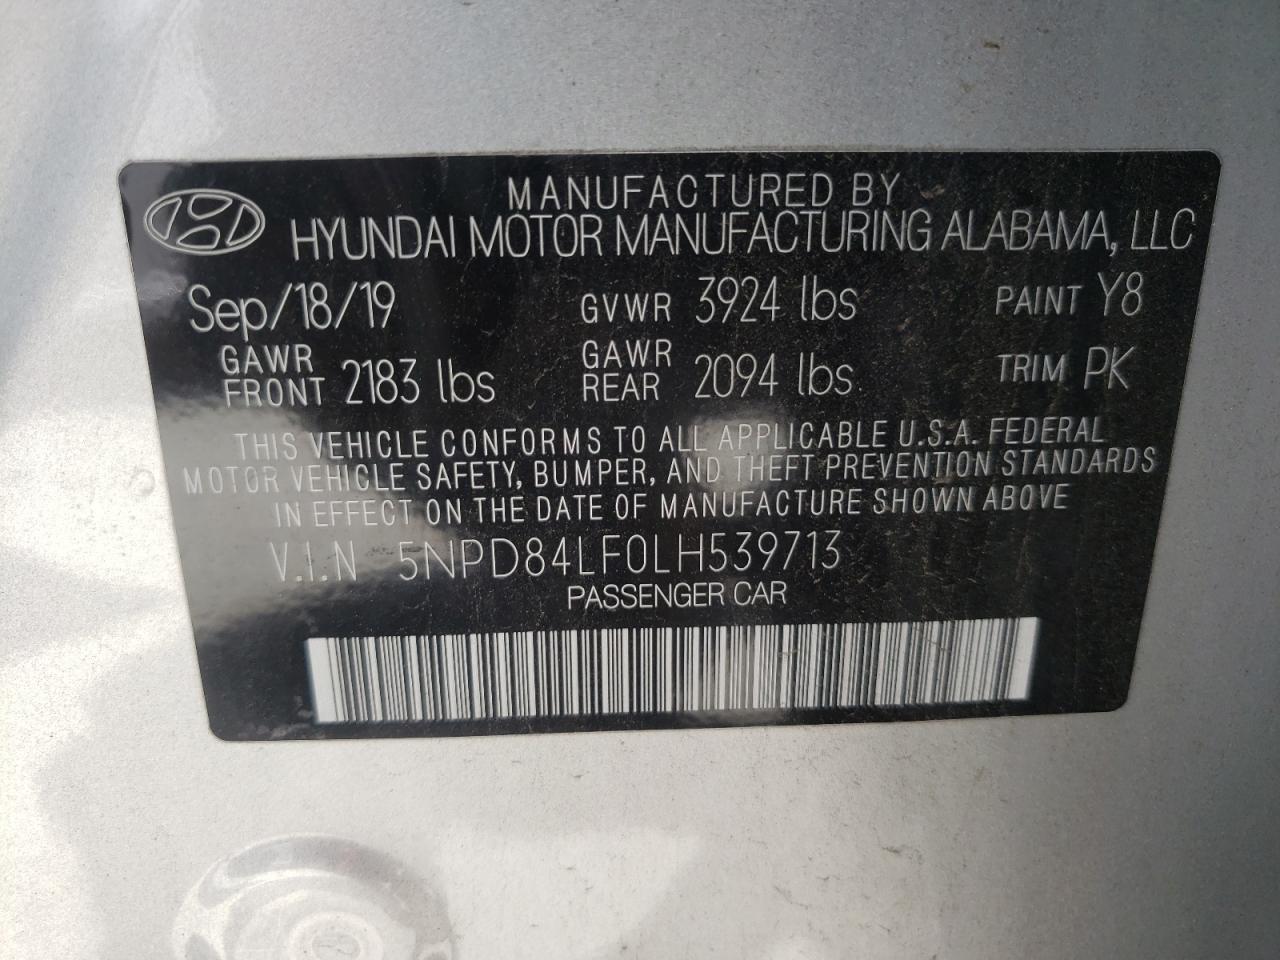 MANUFACTURED BY
HYUNDAI MOTOR MANUFACTURING ALABAMA, LLC
Sep/18/19 GVWR 3924 lbs PAINT Y8
GAWR FRONT 2183 lbs GAWR REAR 2094 lbs TRIM PK
THIS VEHICLE CONFORMS TO ALL APPLICABLE U.S.A. FEDERAL
MOTOR VEHICLE SAFETY, BUMPER, AND THEFT PREVENTION STANDARDS
IN EFFECT ON THE DATE OF MANUFACTURE SHOWN ABOVE
V.I.N 5NPD84LF0LH539713
PASSENGER CAR